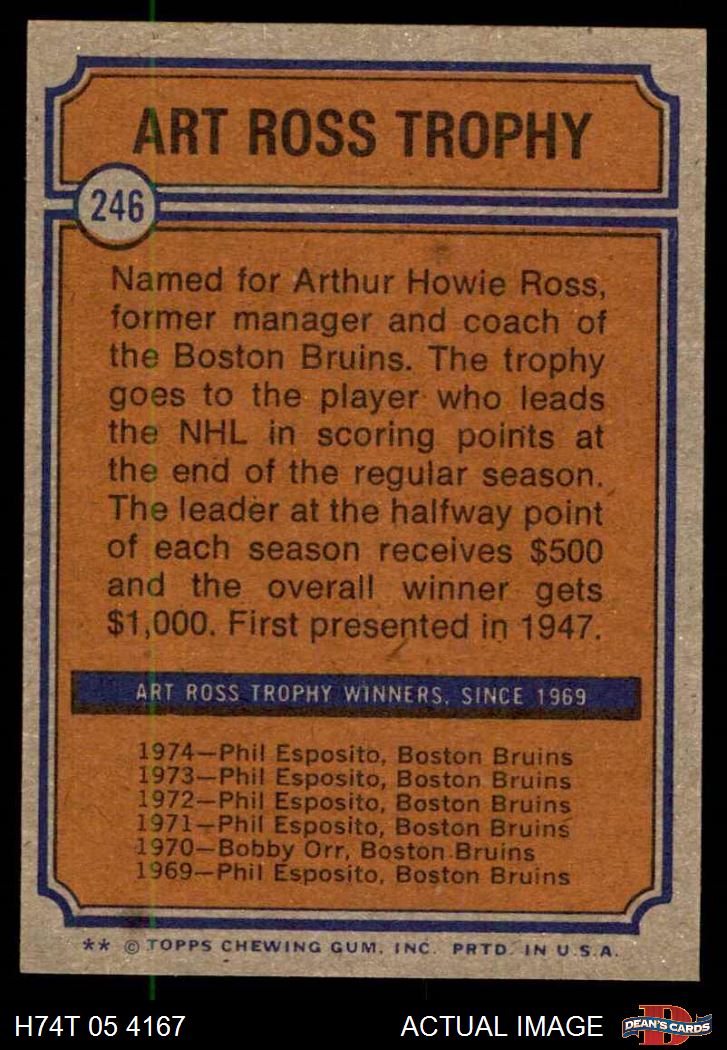 ART ROSS TROPHY
246
Named for Arthur Howie Ross,
former manager and coach of
the Boston Bruins. The trophy
goes to the player who leads
the NHL in scoring points at
the end of the regular season.
The leader at the halfway point
of each season receives $500
and the overall winner gets
$1,000. First presented in 1947.
ART ROSS TROPHY WINNERS, SINCE 1969
1974—Phil Esposito, Boston Bruins
1973—Phil Esposito, Boston Bruins
1972—Phil Esposito, Boston Bruins
1971—Phil Esposito, Boston Bruins
1970—Bobby Orr, Boston Bruins
1969—Phil Esposito, Boston Bruins
** © TOPPS CHEWING GUM, INC. PRTD. IN U.S.A.
H74T 05 4167 ACTUAL IMAGE
D
DEAN'S CARDS